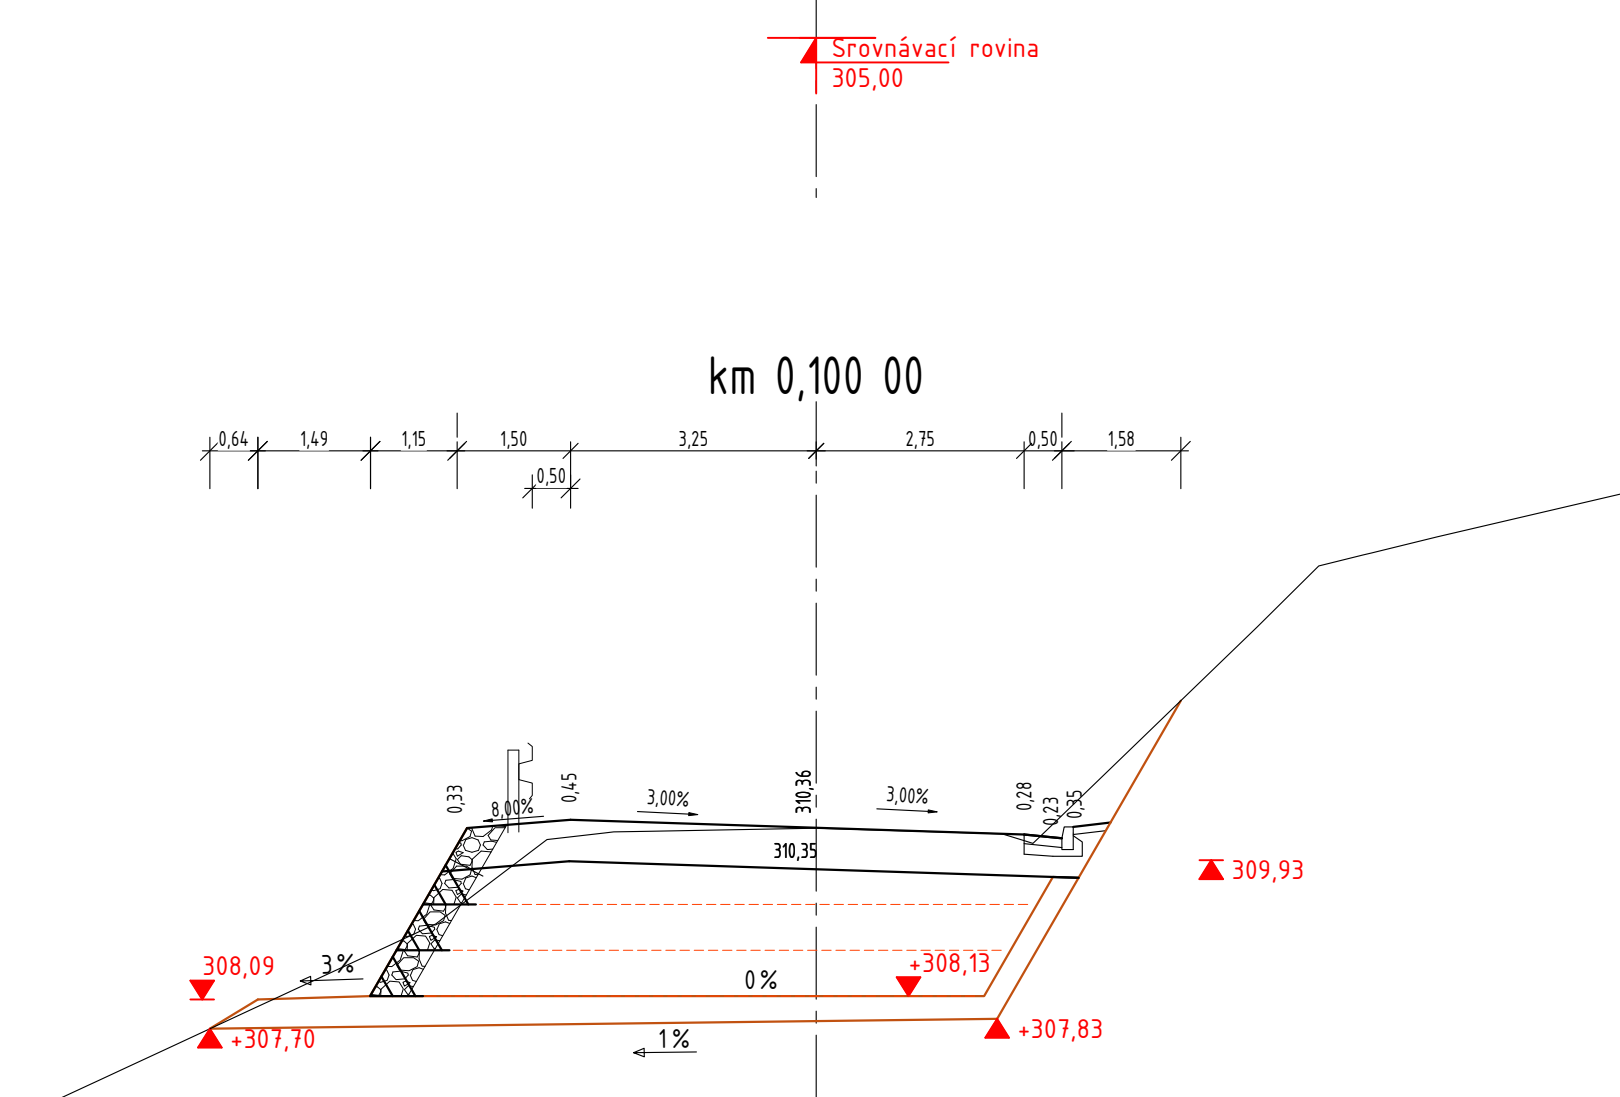 Srovnávací rovina
305,00
km 0,100 00
0,64 1,49 1,15 1,50 3,25 2,75 0,50 1,58
0,50
0,33 8,00% 0,45 3,00% 310,36 3,00% 0,28 0,23 0,35
310,35
309,93
308,09 3% 0% +308,13
+307,70 1% +307,83